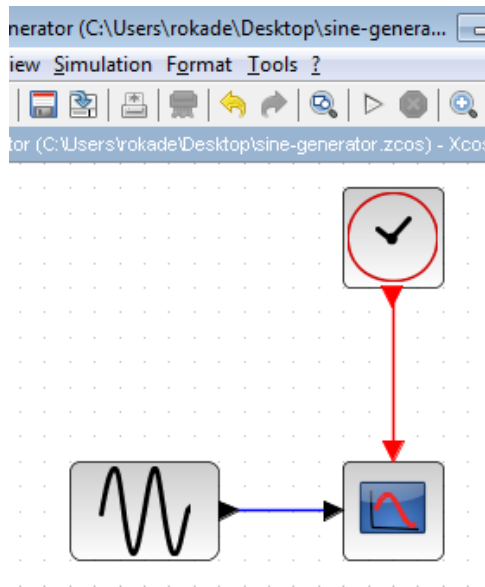 nerator (C:\Users\rokade\Desktop\sine-genera...
iew Simulation Format Tools ?
tor (C:\Users\rokade\Desktop\sine-generator.zcos) - Xcos